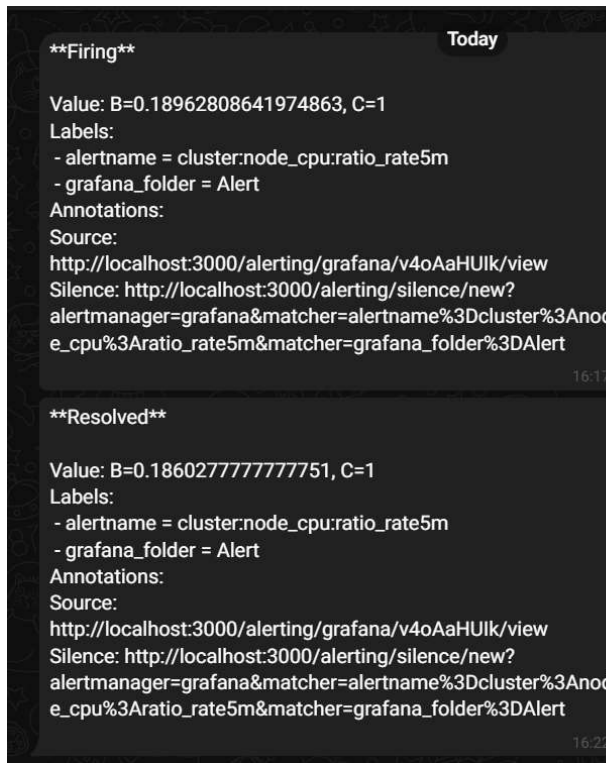 Today
**Firing**
Value: B=0.18962808641974863, C=1
Labels:
- alertname = cluster:node_cpu:ratio_rate5m
- grafana_folder = Alert
Annotations:
Source:
http://localhost:3000/alerting/grafana/v4oAaHUIk/view
Silence: http://localhost:3000/alerting/silence/new?
alertmanager=grafana&matcher=alertname%3Dcluster%3Anod
e_cpu%3Aratio_rate5m&matcher=grafana_folder%3DAlert
16:17
**Resolved**
Value: B=0.1860277777777751, C=1
Labels:
- alertname = cluster:node_cpu:ratio_rate5m
- grafana_folder = Alert
Annotations:
Source:
http://localhost:3000/alerting/grafana/v4oAaHUIk/view
Silence: http://localhost:3000/alerting/silence/new?
alertmanager=grafana&matcher=alertname%3Dcluster%3Anod
e_cpu%3Aratio_rate5m&matcher=grafana_folder%3DAlert
16:22